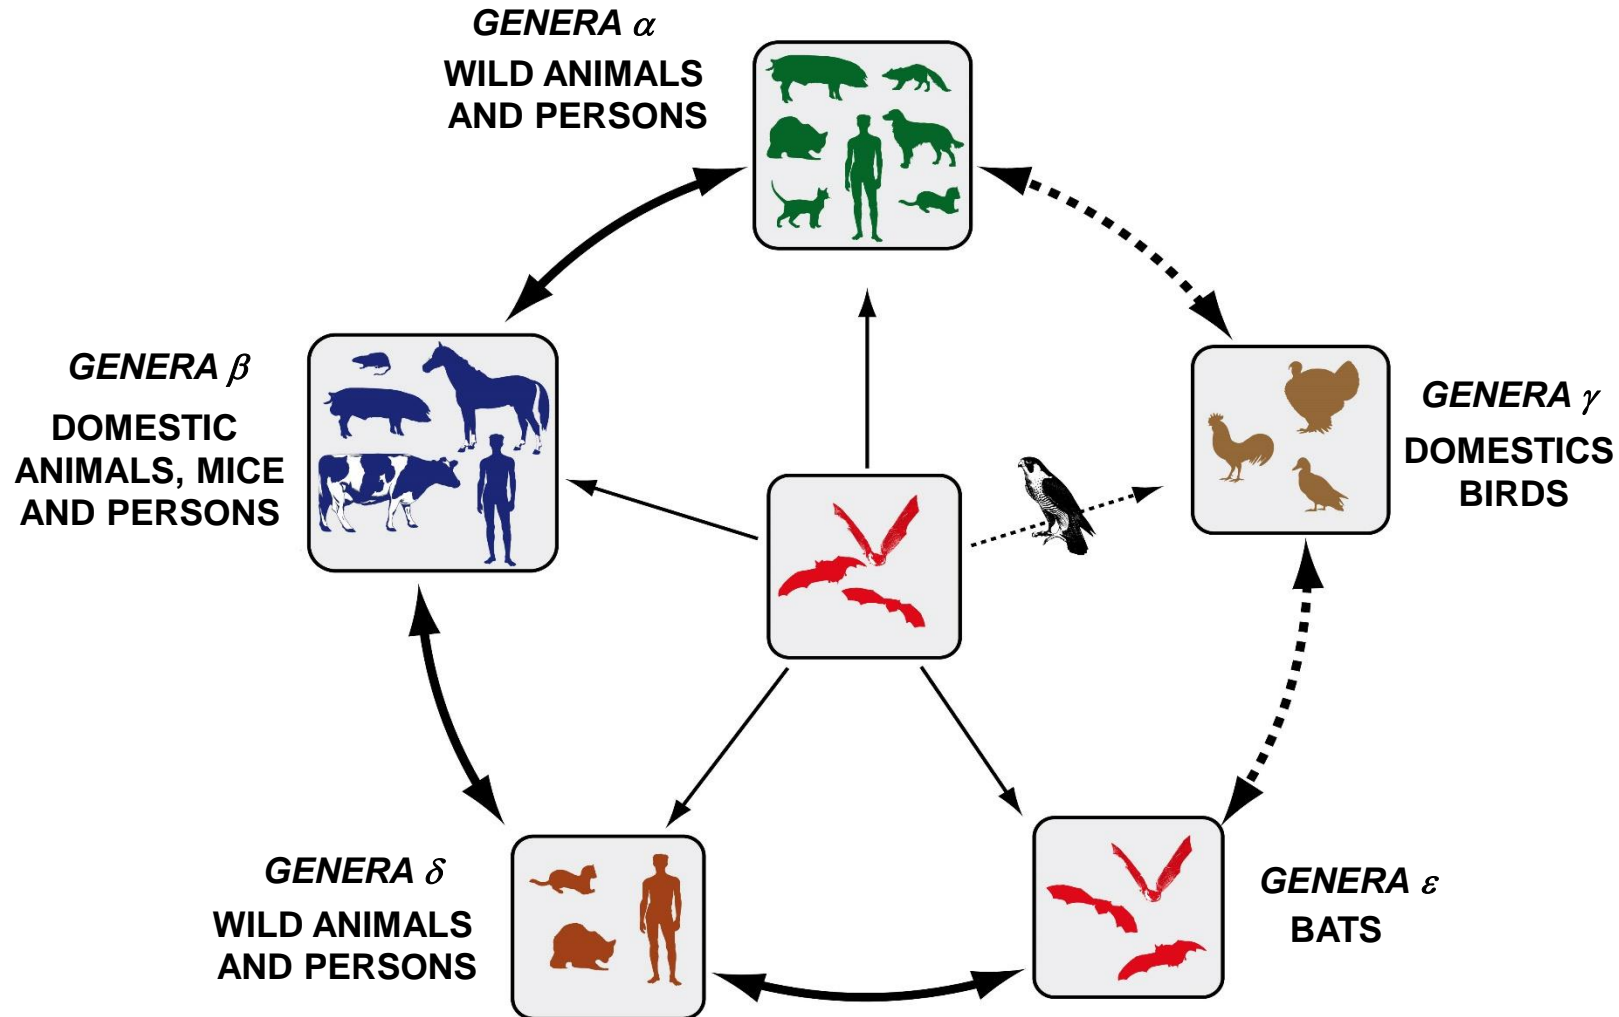 GENERA α
WILD ANIMALS
AND PERSONS
GENERA β
DOMESTIC
ANIMALS, MICE
AND PERSONS
GENERA γ
DOMESTICS
BIRDS
GENERA δ
WILD ANIMALS
AND PERSONS
GENERA ε
BATS